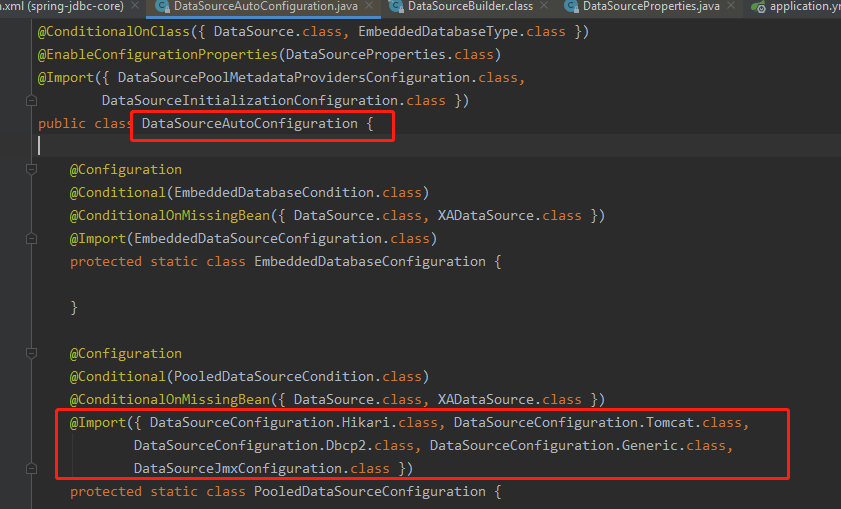 .xml (spring-jdbc-core) DataSourceAutoConfiguration.java DataSourceBuilder.class DataSourceProperties.java
@ConditionalOnClass({ DataSource.class, EmbeddedDatabaseType.class })
@EnableConfigurationProperties(DataSourceProperties.class)
@Import({ DataSourcePoolMetadataProvidersConfiguration.class,
DataSourceInitializationConfiguration.class })
public class DataSourceAutoConfiguration {
@Configuration
@Conditional(EmbeddedDatabaseCondition.class)
@ConditionalOnMissingBean({ DataSource.class, XADataSource.class })
@Import(EmbeddedDataSourceConfiguration.class)
protected static class EmbeddedDatabaseConfiguration {
}
@Configuration
@Conditional(PooledDataSourceCondition.class)
@ConditionalOnMissingBean({ DataSource.class, XADataSource.class })
@Import({ DataSourceConfiguration.Hikari.class, DataSourceConfiguration.Tomcat.class,
DataSourceConfiguration.Dbcp2.class, DataSourceConfiguration.Generic.class,
DataSourceJmxConfiguration.class })
protected static class PooledDataSourceConfiguration {